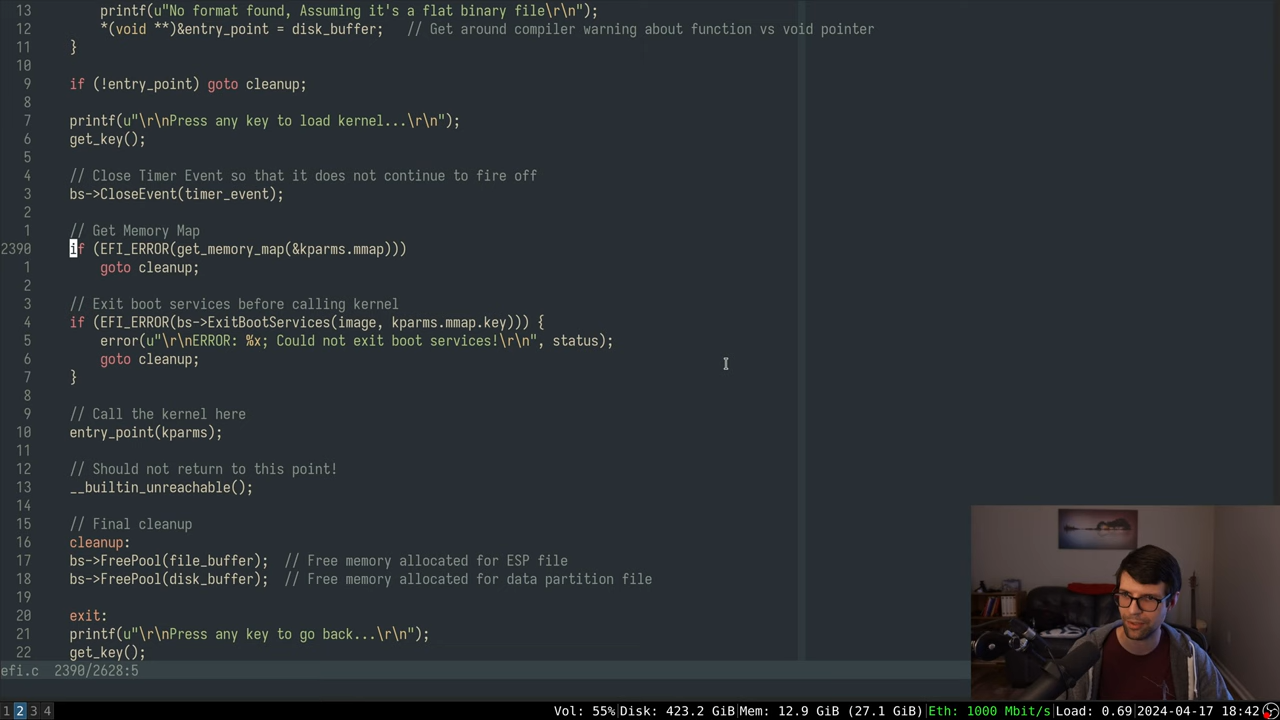 13 printf(u"No format found, Assuming it's a flat binary file\r\n");
12 *(void **)&entry_point = disk_buffer; // Get around compiler warning about function vs void pointer
11 }
10
9 if (!entry_point) goto cleanup;
8
7 printf(u"\r\nPress any key to load kernel...\r\n");
6 get_key();
5
4 // Close Timer Event so that it does not continue to fire off
3 bs->CloseEvent(timer_event);
2
1 // Get Memory Map
2390 if (EFI_ERROR(get_memory_map(&kparms.mmap)))
1 goto cleanup;
2
3 // Exit boot services before calling kernel
4 if (EFI_ERROR(bs->ExitBootServices(image, kparms.mmap.key))) {
5 error(u"\r\nERROR: %x; Could not exit boot services!\r\n", status);
6 goto cleanup;
7 }
8
9 // Call the kernel here
10 entry_point(kparms);
11
12 // Should not return to this point!
13 __builtin_unreachable();
14
15 // Final cleanup
16 cleanup:
17 bs->FreePool(file_buffer); // Free memory allocated for ESP file
18 bs->FreePool(disk_buffer); // Free memory allocated for data partition file
19
20 exit:
21 printf(u"\r\nPress any key to go back...\r\n");
22 get_key();
efi.c 2390/2628:5
1 2 3 4 Vol: 55%|Disk: 423.2 GiB|Mem: 12.9 GiB (27.1 GiB)|Eth: 1000 Mbit/s|Load: 0.69|2024-04-17 18:42